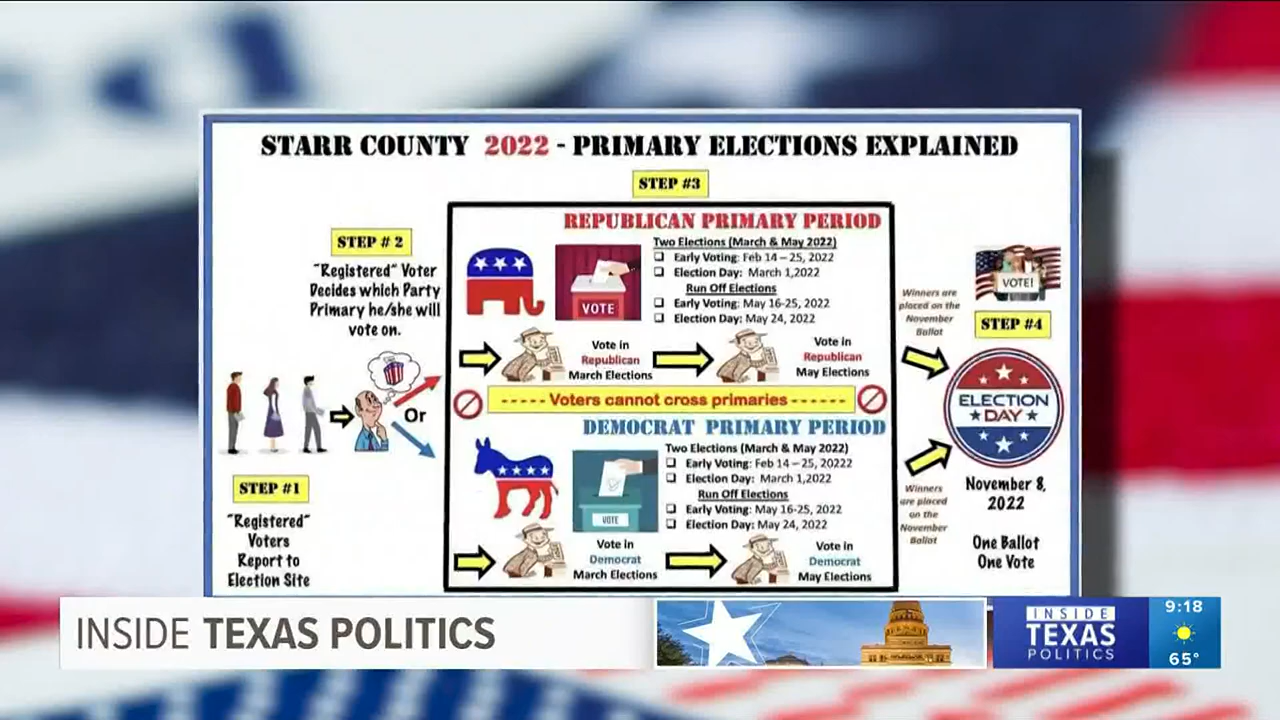 STARR COUNTY 2022 - PRIMARY ELECTIONS EXPLAINED
STEP #3
REPUBLICAN PRIMARY PERIOD
Two Elections (March & May 2022)
Early Voting: Feb 14 – 25, 2022
Election Day: March 1,2022
Run Off Elections
Early Voting: May 16-25, 2022
Election Day: May 24, 2022
VOTE
STEP # 2
"Registered" Voter
Decides which Party
Primary he/she will
vote on.
Vote in
Republican
March Elections
Vote in
Republican
May Elections
Or
----- Voters cannot cross primaries ------
DEMOCRAT PRIMARY PERIOD
Two Elections (March & May 2022)
Early Voting: Feb 14 – 25, 20222
Election Day: March 1,2022
Run Off Elections
Early Voting: May 16-25, 2022
Election Day: May 24, 2022
VOTE
Vote in
Democrat
March Elections
Vote in
Democrat
May Elections
STEP #1
"Registered"
Voters
Report to
Election Site
Winners are
placed on the
November
Ballot
VOTE!
STEP #4
ELECTION
DAY
Winners
are placed
on the
November
Ballot
November 8,
2022
One Ballot
One Vote
INSIDE TEXAS POLITICS
INSIDE
TEXAS
POLITICS
9:18
65°